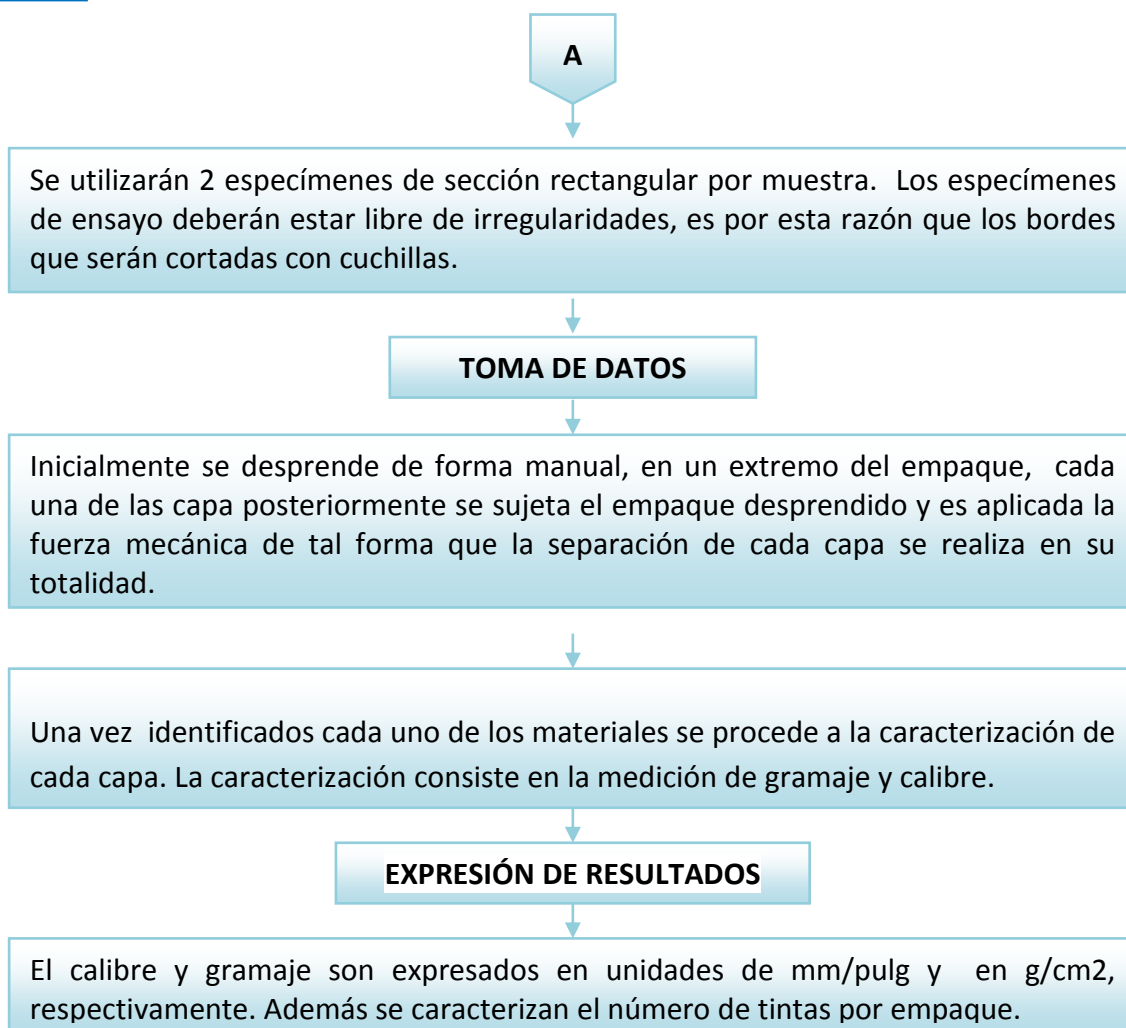 A
Se utilizarán 2 especímenes de sección rectangular por muestra. Los especímenes
de ensayo deberán estar libre de irregularidades, es por esta razón que los bordes
que serán cortadas con cuchillas.
TOMA DE DATOS
Inicialmente se desprende de forma manual, en un extremo del empaque, cada
una de las capa posteriormente se sujeta el empaque desprendido y es aplicada la
fuerza mecánica de tal forma que la separación de cada capa se realiza en su
totalidad.
Una vez identificados cada uno de los materiales se procede a la caracterización de
cada capa. La caracterización consiste en la medición de gramaje y calibre.
EXPRESIÓN DE RESULTADOS
El calibre y gramaje son expresados en unidades de mm/pulg y en g/cm2,
respectivamente. Además se caracterizan el número de tintas por empaque.